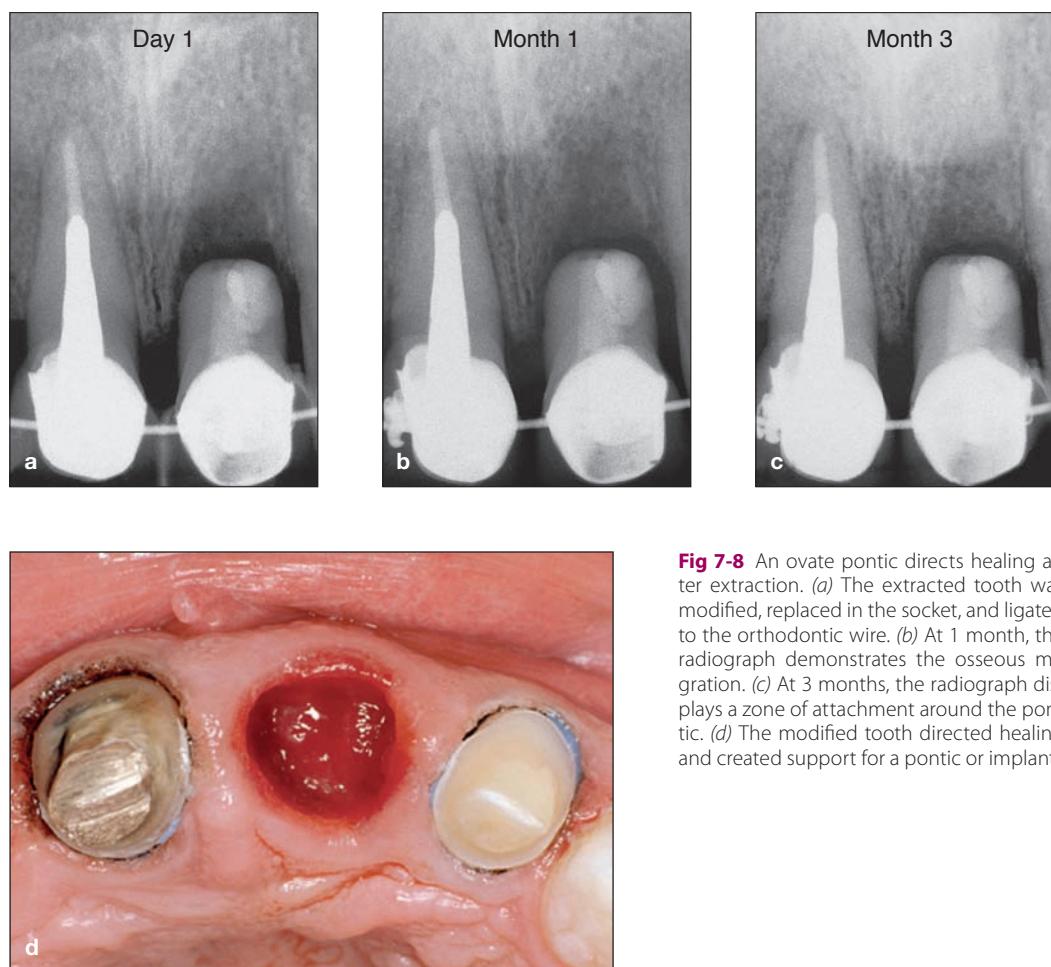 Day 1
Month 1
Month 3
a
b
c
Fig 7-8 An ovate pontic directs healing a
ter extraction. (a) The extracted tooth wa
modified, replaced in the socket, and ligate
to the orthodontic wire. (b) At 1 month, th
radiograph demonstrates the osseous m
gration. (c) At 3 months, the radiograph dis
plays a zone of attachment around the pon
tic. (d) The modified tooth directed healin
and created support for a pontic or implant
d